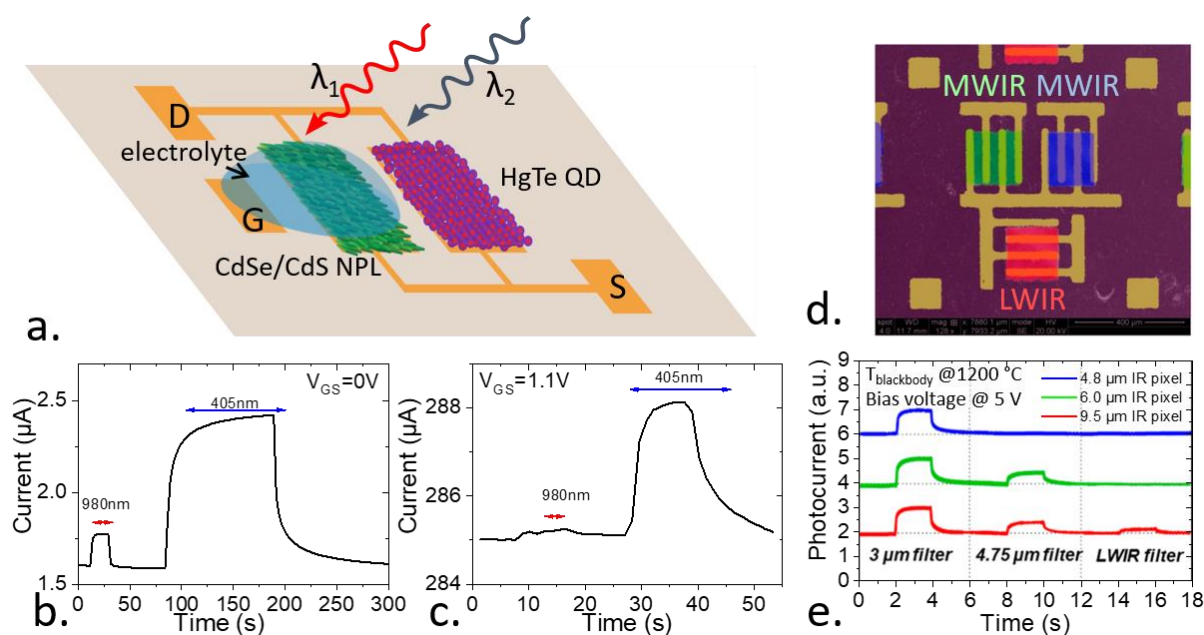 λ₁
λ₂
D
electrolyte
G
HgTe QD
CdSe/CdS NPL
S
a.
MWIR MWIR
LWIR
d.
400 µm
V_GS=0V
405nm
980nm
2.5
2.0
1.5
Current (µA)
0 50 100 150 200 250 300
Time (s)
b.
V_GS=1.1V
405nm
980nm
288
286
284
Current (µA)
0 10 20 30 40 50
Time (s)
c.
T_blackbody @1200 °C
Bias voltage @ 5 V
4.8 µm IR pixel
6.0 µm IR pixel
9.5 µm IR pixel
9
8
7
6
5
4
3
2
1
0
Photocurrent (a.u.)
3 µm filter
4.75 µm filter
LWIR filter
0 2 4 6 8 10 12 14 16 18
Time (s)
e.